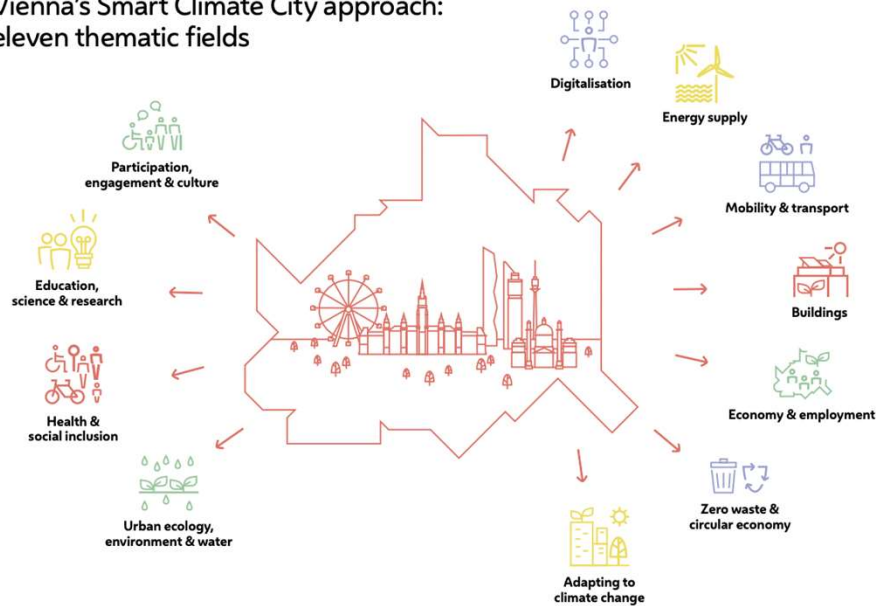 Vienna's Smart Climate City approach:
eleven thematic fields
Digitalisation
Energy supply
Mobility & transport
Buildings
Economy & employment
Zero waste &
circular economy
Adapting to
climate change
Urban ecology,
environment & water
Health &
social inclusion
Education,
science & research
Participation,
engagement & culture